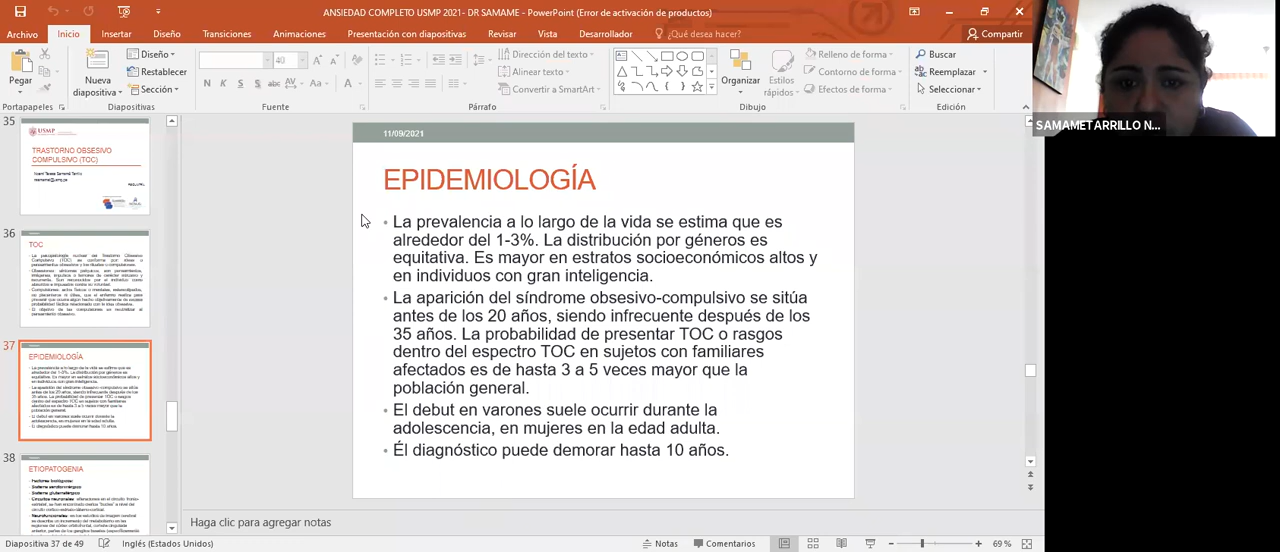 ANSIEDAD COMPLETO USMP 2021- DR SAMAME - PowerPoint (Error de activación de productos)
Archivo Inicio Insertar Diseño Transiciones Animaciones Presentación con diapositivas Revisar Vista Desarrollador ¿Qué desea hacer? Compartir
Pegar
Nueva diapositiva
Diseño
Restablecer
Sección
40
N K S
Dirección del texto
Alinear texto
Convertir a SmartArt
Organizar
Estilos rápidos
Relleno de forma
Contorno de forma
Efectos de forma
Buscar
Reemplazar
Seleccionar
Portapapeles Diapositivas Fuente Párrafo Dibujo Edición
SAMAMETARRILLO N...
35
USMP
TRASTORNO OBSESIVO
COMPULSIVO (TOC)
36
TOC
37
EPIDEMIOLOGÍA
38
ETIOPATOGENIA
11/09/2021
EPIDEMIOLOGÍA
• La prevalencia a lo largo de la vida se estima que es
alrededor del 1-3%. La distribución por géneros es
equitativa. Es mayor en estratos socioeconómicos altos y
en individuos con gran inteligencia.
• La aparición del síndrome obsesivo-compulsivo se sitúa
antes de los 20 años, siendo infrecuente después de los
35 años. La probabilidad de presentar TOC o rasgos
dentro del espectro TOC en sujetos con familiares
afectados es de hasta 3 a 5 veces mayor que la
población general.
• El debut en varones suele ocurrir durante la
adolescencia, en mujeres en la edad adulta.
• Él diagnóstico puede demorar hasta 10 años.
Haga clic para agregar notas
Diapositiva 37 de 49 Inglés (Estados Unidos) Notas Comentarios 69 %